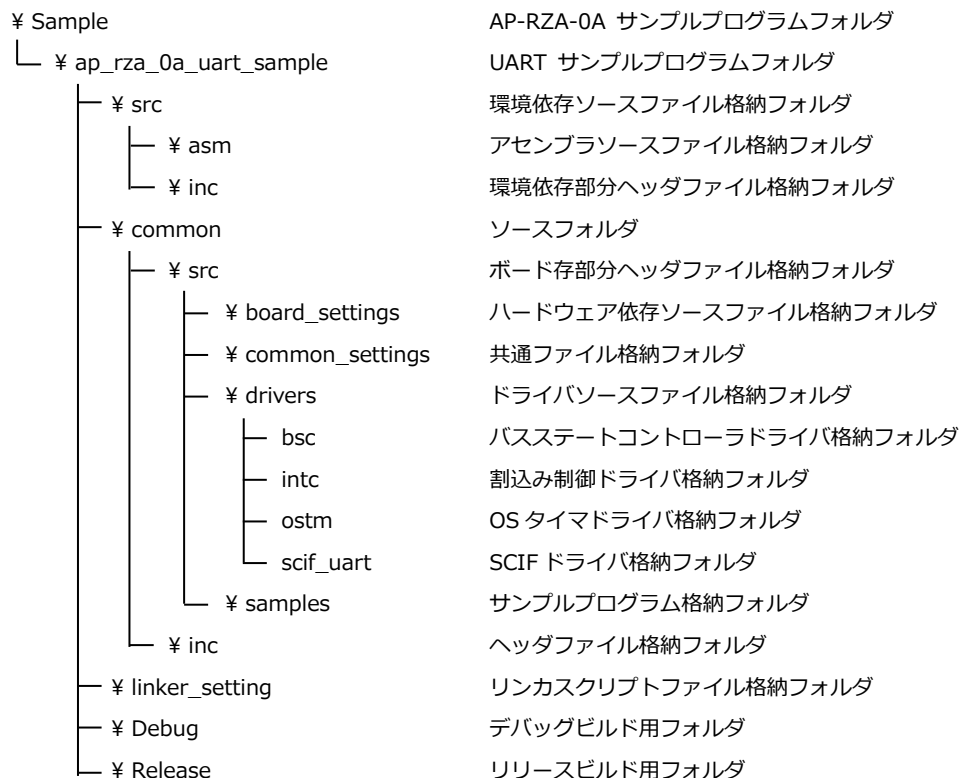 ¥ Sample AP-RZA-0A サンプルプログラムフォルダ
¥ ap_rza_0a_uart_sample UART サンプルプログラムフォルダ
¥ src 環境依存ソースファイル格納フォルダ
¥ asm アセンブラソースファイル格納フォルダ
¥ inc 環境依存部分ヘッダファイル格納フォルダ
¥ common ソースフォルダ
¥ src ボード存部分ヘッダファイル格納フォルダ
¥ board_settings ハードウェア依存ソースファイル格納フォルダ
¥ common_settings 共通ファイル格納フォルダ
¥ drivers ドライバソースファイル格納フォルダ
bsc バスステートコントローラドライバ格納フォルダ
intc 割込み制御ドライバ格納フォルダ
ostm OS タイマドライバ格納フォルダ
scif_uart SCIF ドライバ格納フォルダ
¥ samples サンプルプログラム格納フォルダ
¥ inc ヘッダファイル格納フォルダ
¥ linker_setting リンカスクリプトファイル格納フォルダ
¥ Debug デバッグビルド用フォルダ
¥ Release リリースビルド用フォルダ